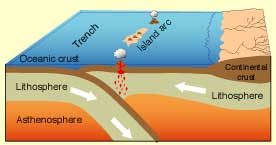 Trench
Island arc
Oceanic crust
Continental
crust
Lithosphere
Lithosphere
Asthenosphere